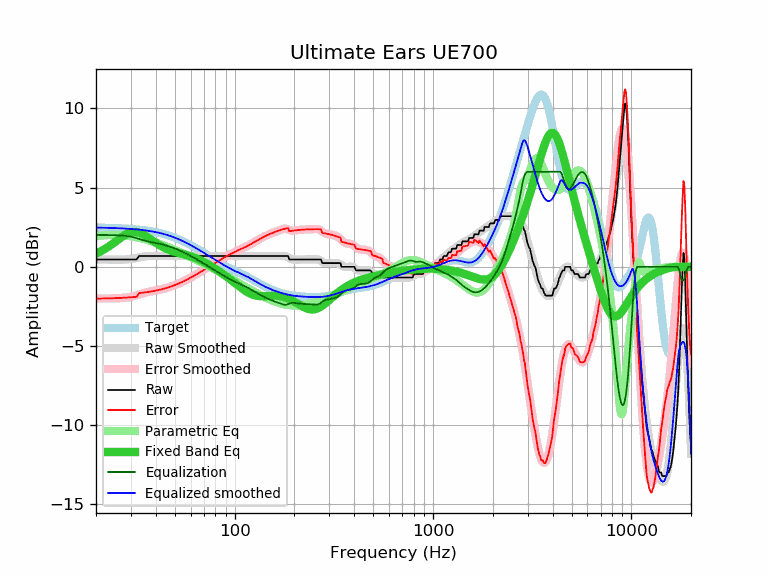 Ultimate Ears UE700
Amplitude (dBr)
10
5
0
−5
−10
−15
Target
Raw Smoothed
Error Smoothed
Raw
Error
Parametric Eq
Fixed Band Eq
Equalization
Equalized smoothed
100 1000 10000
Frequency (Hz)